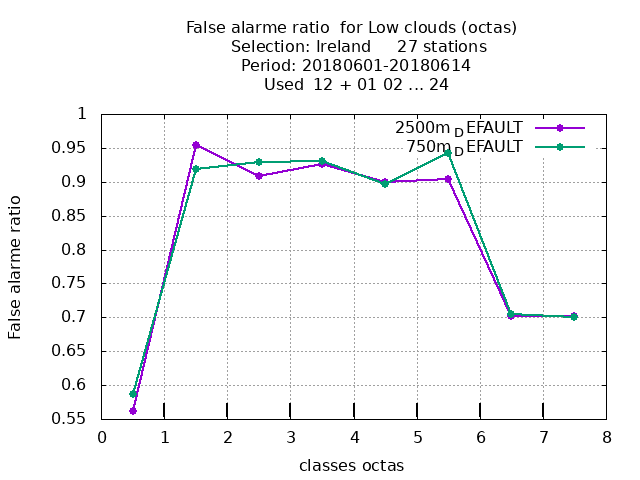 False alarme ratio  for Low clouds (octas)
Selection: Ireland     27 stations
Period: 20180601-20180614
Used  12 + 01 02 ... 24
2500m_DEFAULT
750m_DEFAULT
1
0.95
0.9
0.85
0.8
0.75
0.7
0.65
0.6
0.55
False alarme ratio
0 1 2 3 4 5 6 7 8
classes octas